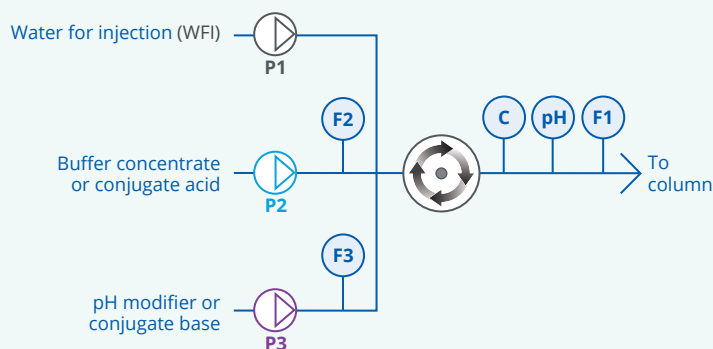 Water for injection (WFI)
P1
F2
C
pH
F1
Buffer concentrate
or conjugate acid
P2
To
column
F3
pH modifier or
conjugate base
P3